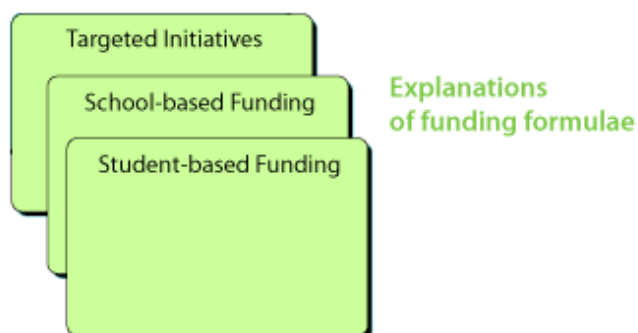 Targeted Initiatives
School-based Funding
Student-based Funding
Explanations
of funding formulae